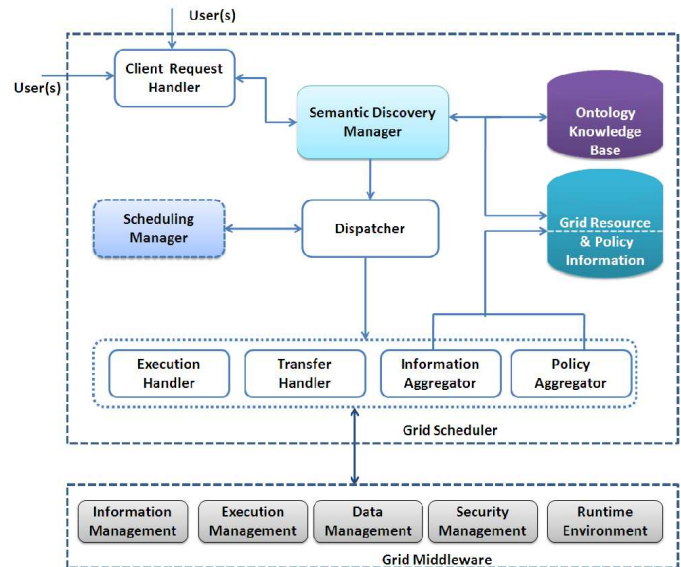 User(s)
User(s)
Client Request
Handler
Semantic Discovery
Manager
Ontology
Knowledge
Base
Scheduling
Manager
Dispatcher
Grid Resource
& Policy
Information
Execution
Handler
Transfer
Handler
Information
Aggregator
Policy
Aggregator
Grid Scheduler
Information
Management
Execution
Management
Data
Management
Security
Management
Runtime
Environment
Grid Middleware